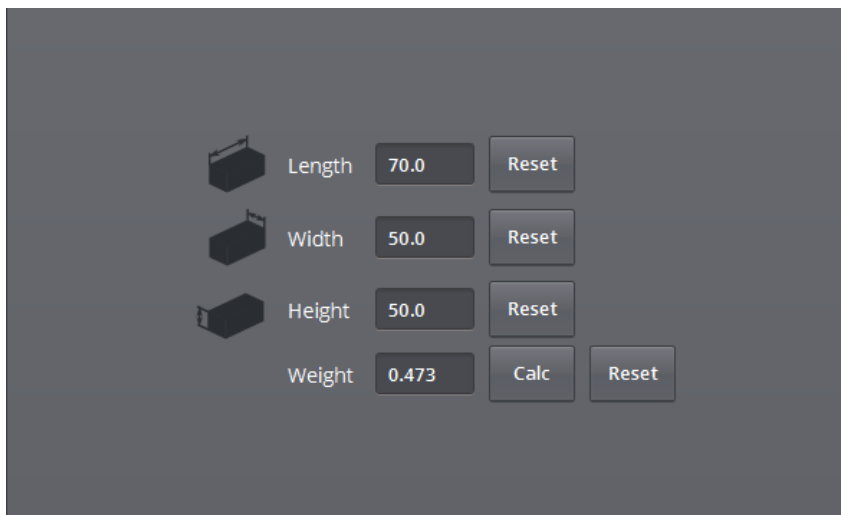 Length 70.0 Reset
Width 50.0 Reset
Height 50.0 Reset
Weight 0.473 Calc Reset